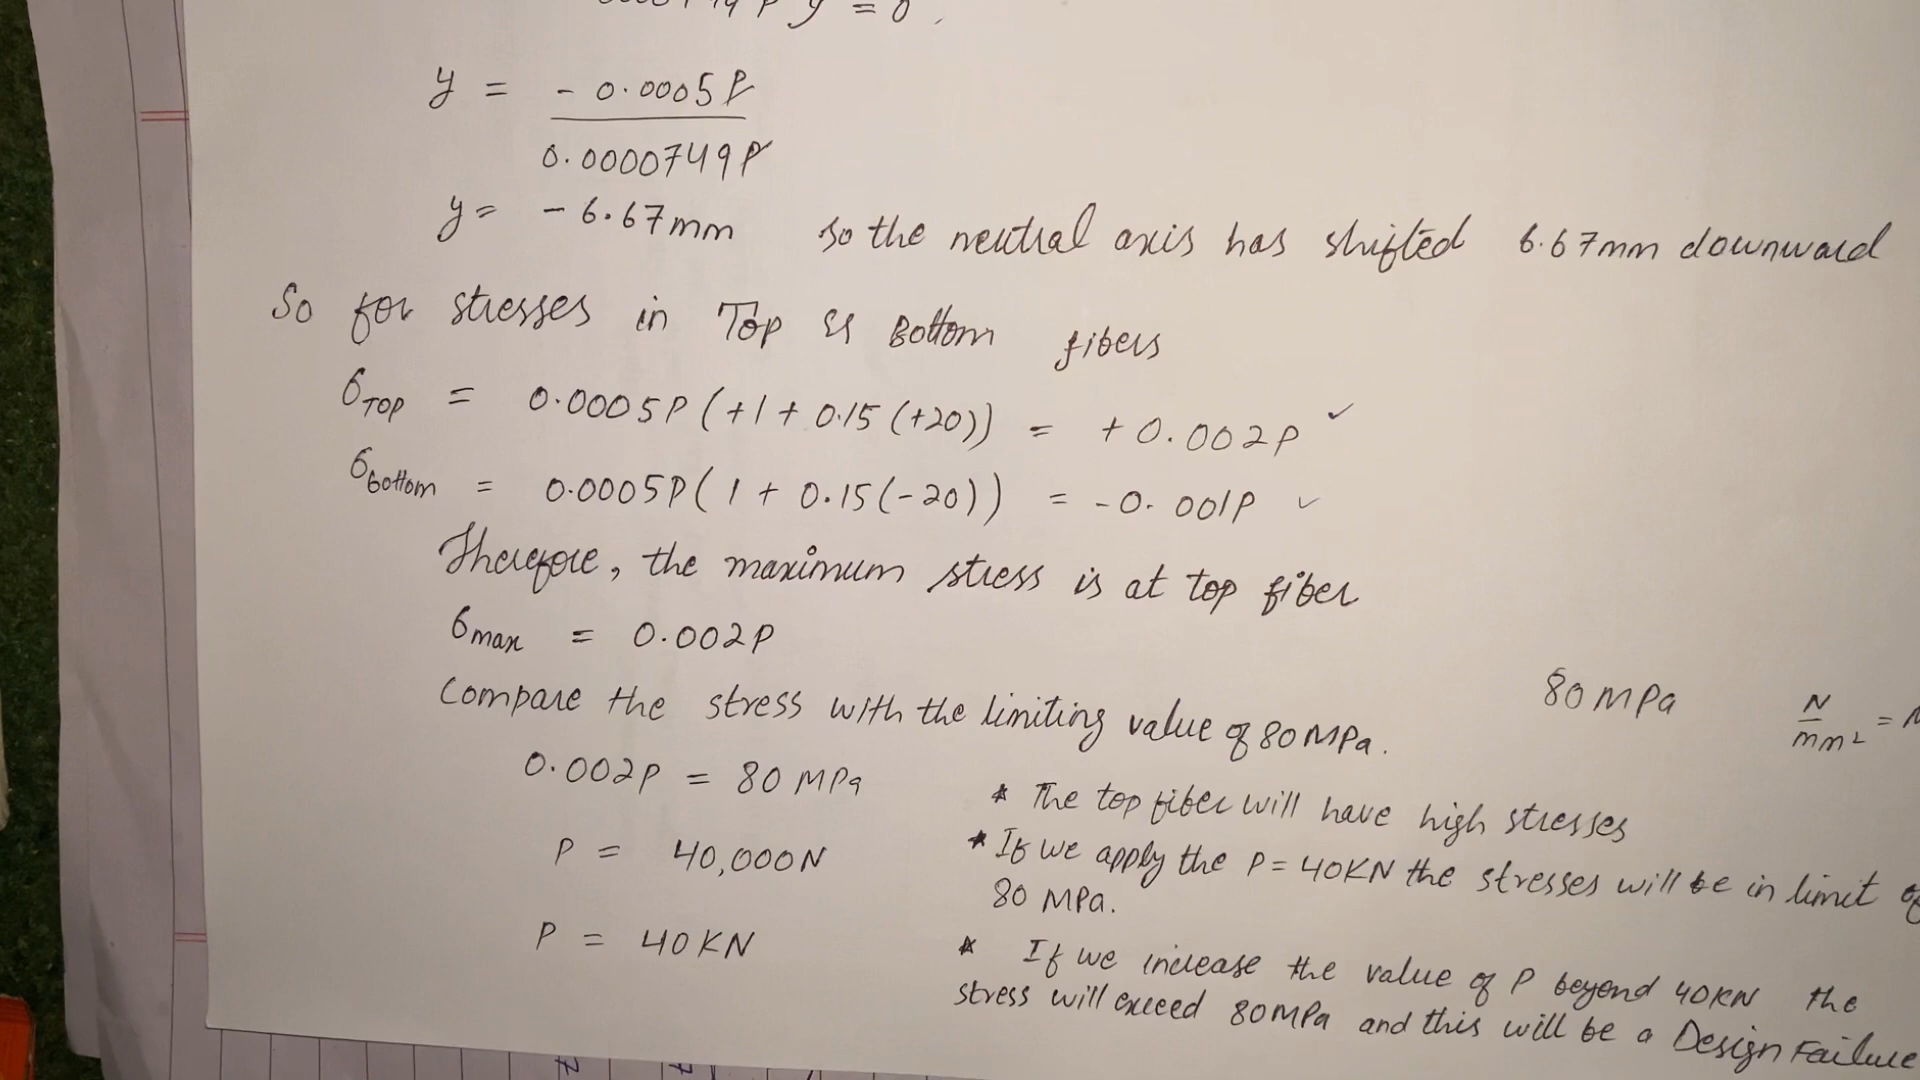 y = 0
y = - 0.0005P
0.0000749P
y = - 6.67mm so the neutral axis has shifted 6.67mm downward
So for stresses in Top & Bottom fibers
σTOP = 0.0005P (+1 + 0.15 (+20)) = +0.002P ✓
σbottom = 0.0005P (1 + 0.15(-20)) = -0.001P ✓
Therefore, the maximum stress is at top fiber
σmax = 0.002P
Compare the stress with the limiting value of 80MPa.
80 MPa
N
mm² =
0.002P = 80 MPa
P = 40,000N
P = 40KN
* The top fiber will have high stresses
* If we apply the P = 40KN the stresses will be in limit of
80 MPa.
* If we increase the value of P beyond 40KN the
stress will exceed 80MPa and this will be a Design Failure